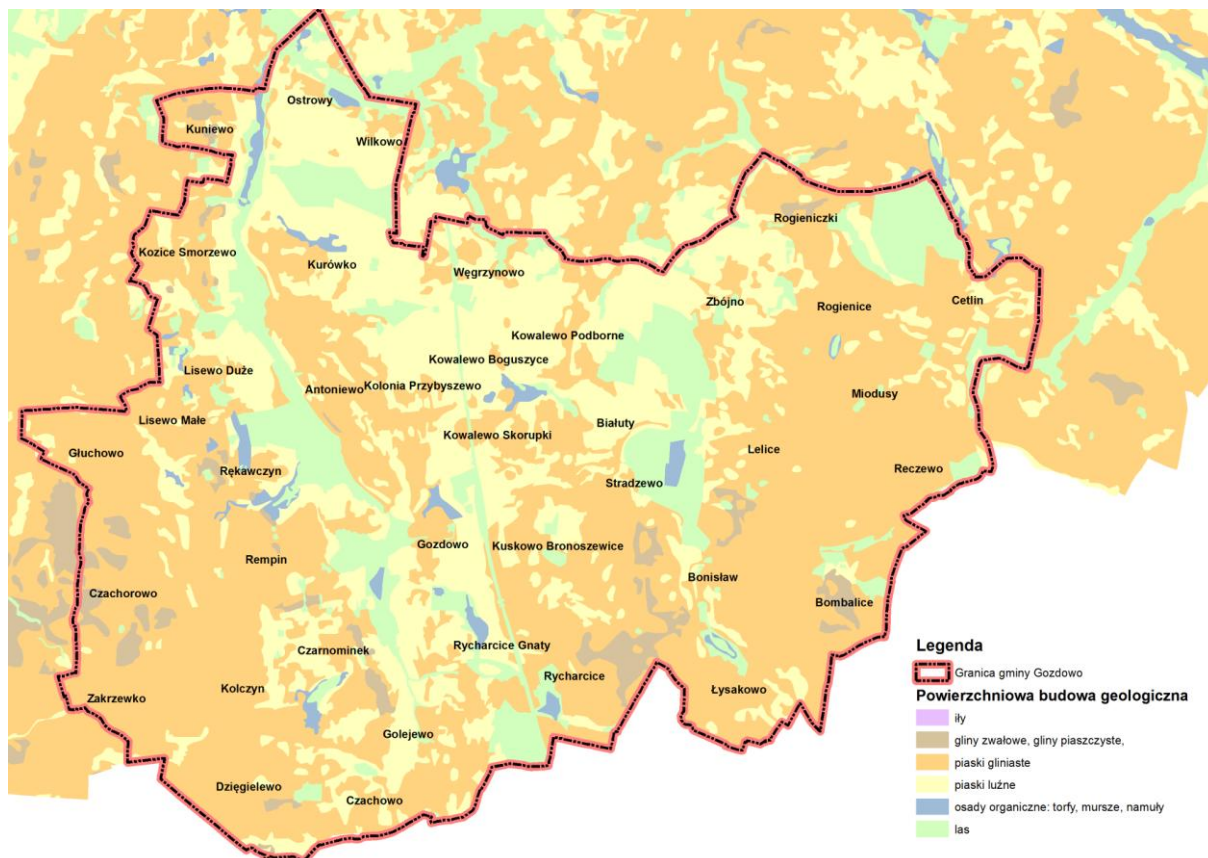 Ostrowy
Kuniewo
Wilkowo
Rogieniczki
Kozice Smorzewo
Kurówko
Węgrzynowo
Zbójno
Rogienice
Cetlin
Kowalewo Podborne
Kowalewo Boguszyce
Lisewo Duże
Antoniewo
Kolonia Przybyszewo
Miodusy
Lisewo Małe
Białuty
Kowalewo Skorupki
Głuchowo
Lelice
Rękawczyn
Reczewo
Stradzewo
Gozdowo
Kuskowo Bronoszewice
Rempin
Bonisław
Czachorowo
Bombalice
Czarnominek
Rycharcice Gnaty
Rycharcice
Kolczyn
Łysakowo
Zakrzewko
Golejewo
Dzięgielewo
Czachowo
Legenda
Granica gminy Gozdowo
Powierzchniowa budowa geologiczna
iły
gliny zwałowe, gliny piaszczyste,
piaski gliniaste
piaski luźne
osady organiczne: torfy, mursze, namuły
las